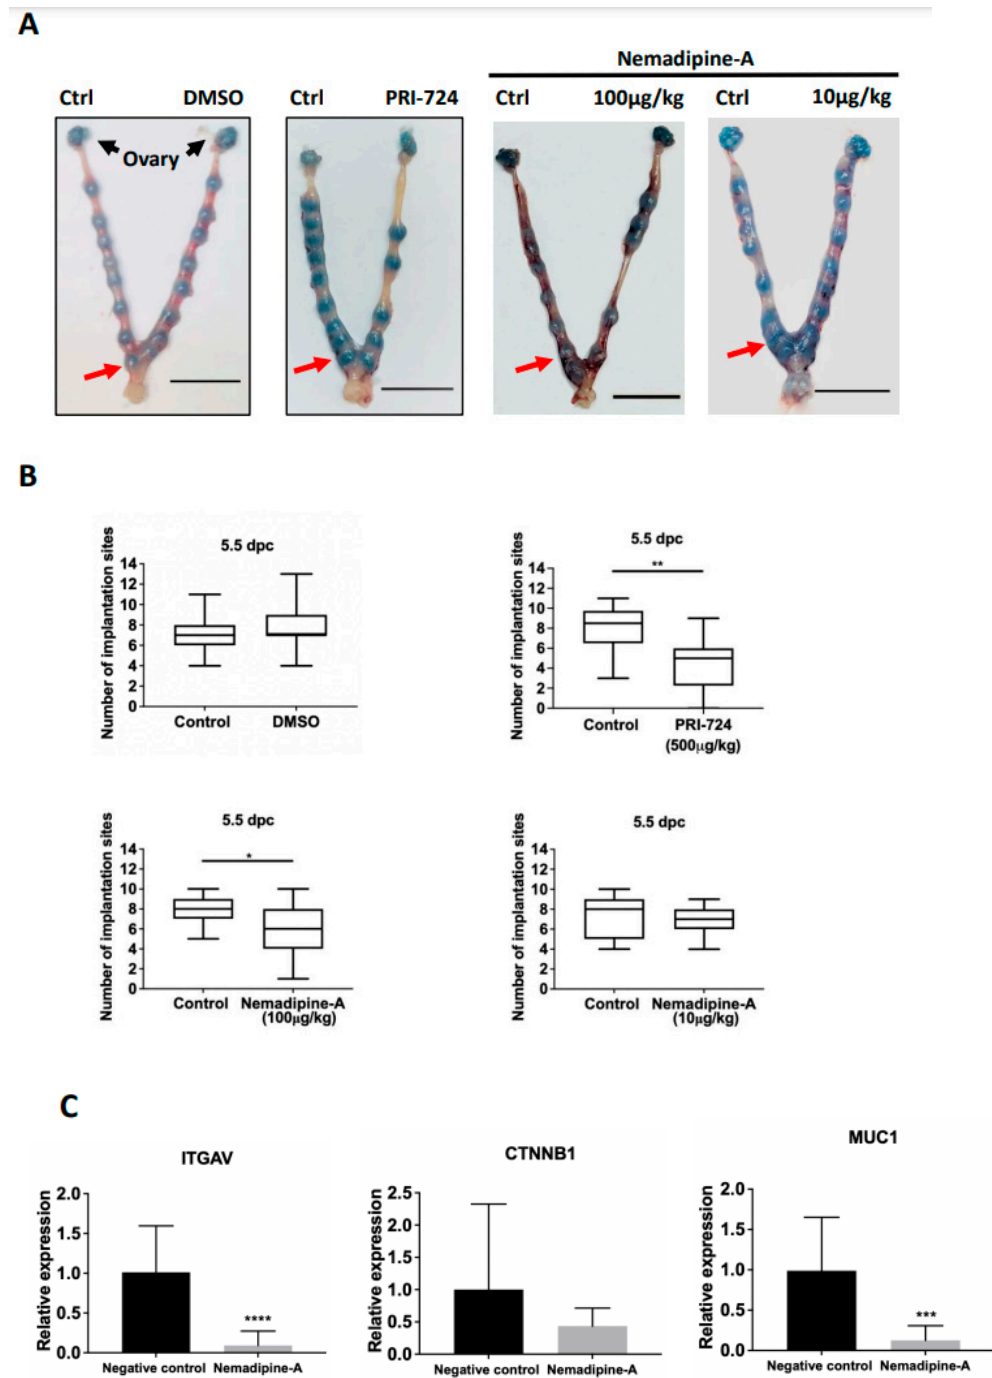 A
Nemadipine-A
Ctrl DMSO Ctrl PRI-724 Ctrl 100µg/kg Ctrl 10µg/kg
Ovary
B
5.5 dpc
Number of implantation sites
14
12
10
8
6
4
2
0
Control DMSO
5.5 dpc
Number of implantation sites
14
12
10
8
6
4
2
0
**
Control PRI-724
(500µg/kg)
5.5 dpc
Number of implantation sites
14
12
10
8
6
4
2
0
*
Control Nemadipine-A
(100µg/kg)
5.5 dpc
Number of implantation sites
14
12
10
8
6
4
2
0
Control Nemadipine-A
(10µg/kg)
C
ITGAV
Relative expression
2.0
1.5
1.0
0.5
0.0
****
Negative control Nemadipine-A
CTNNB1
Relative expression
2.5
2.0
1.5
1.0
0.5
0.0
Negative control Nemadipine-A
MUC1
Relative expression
2.0
1.5
1.0
0.5
0.0
***
Negative control Nemadipine-A